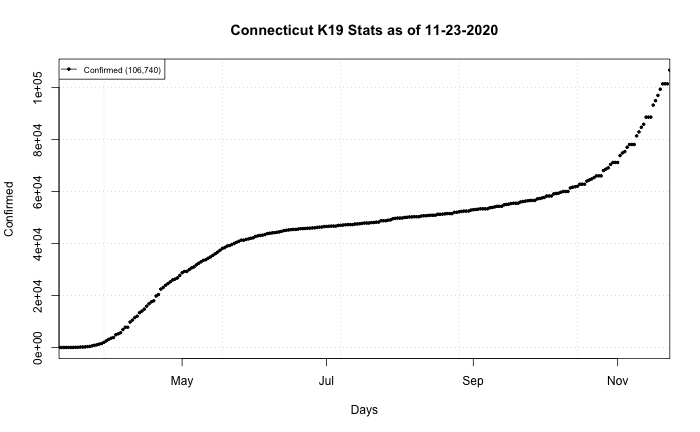 Connecticut K19 Stats as of 11-23-2020
Confirmed (106,740)
1e+05
8e+04
6e+04
4e+04
2e+04
0e+00
Confirmed
May Jul Sep Nov
Days